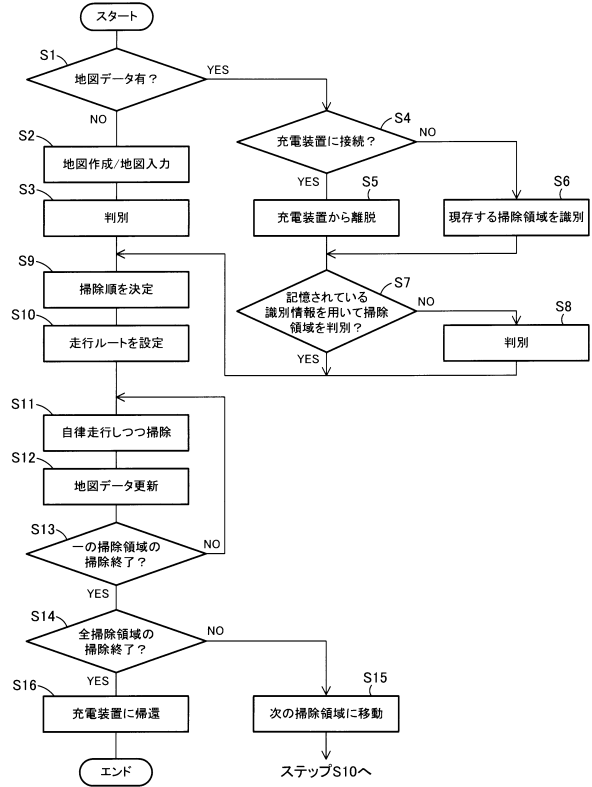 スタート
S1
地図データ有？
YES
NO
S2
地図作成/地図入力
S3
判別
S4
充電装置に接続？
NO
YES
S5
充電装置から離脱
S6
現存する掃除領域を識別
S7
記憶されている
識別情報を用いて掃除
領域を判別？
NO
YES
S8
判別
S9
掃除順を決定
S10
走行ルートを設定
S11
自律走行しつつ掃除
S12
地図データ更新
S13
一の掃除領域の
掃除終了？
NO
YES
S14
全掃除領域の
掃除終了？
NO
YES
S15
次の掃除領域に移動
ステップS10へ
S16
充電装置に帰還
エンド